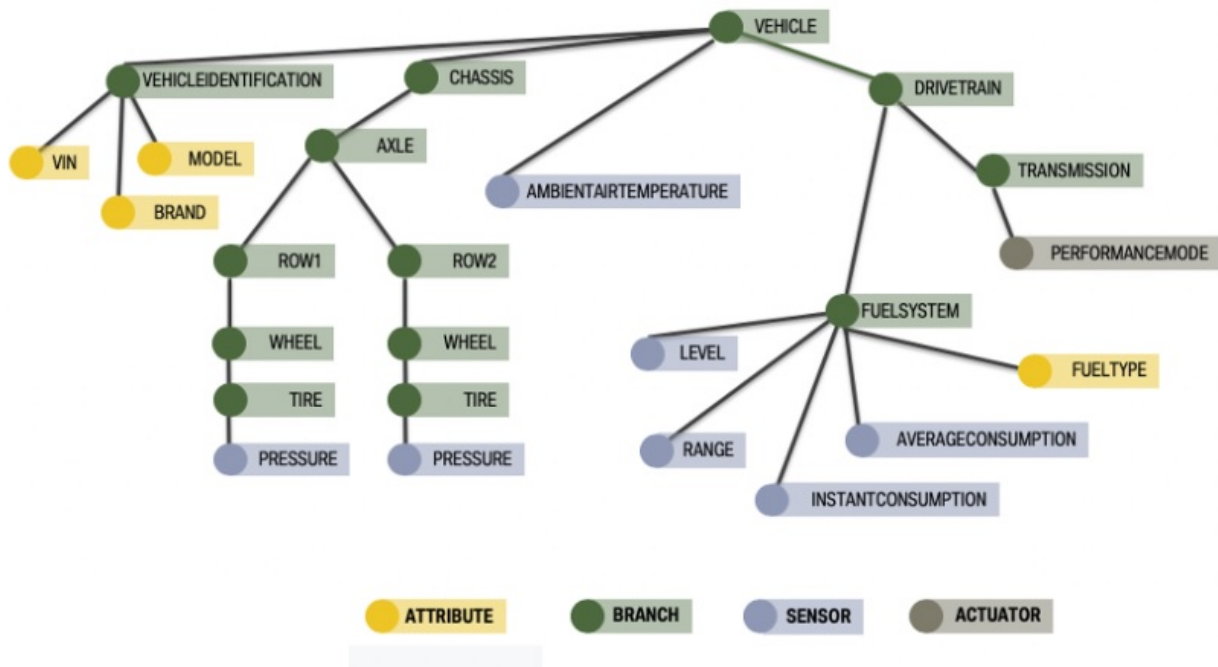 VEHICLE
VEHICLEIDENTIFICATION
CHASSIS
DRIVETRAIN
VIN
MODEL
BRAND
AXLE
AMBIENTAIRTEMPERATURE
TRANSMISSION
PERFORMANCEMODE
ROW1
ROW2
WHEEL
WHEEL
TIRE
TIRE
PRESSURE
PRESSURE
FUELSYSTEM
LEVEL
FUELTYPE
RANGE
AVERAGECONSUMPTION
INSTANTCONSUMPTION
ATTRIBUTE
BRANCH
SENSOR
ACTUATOR